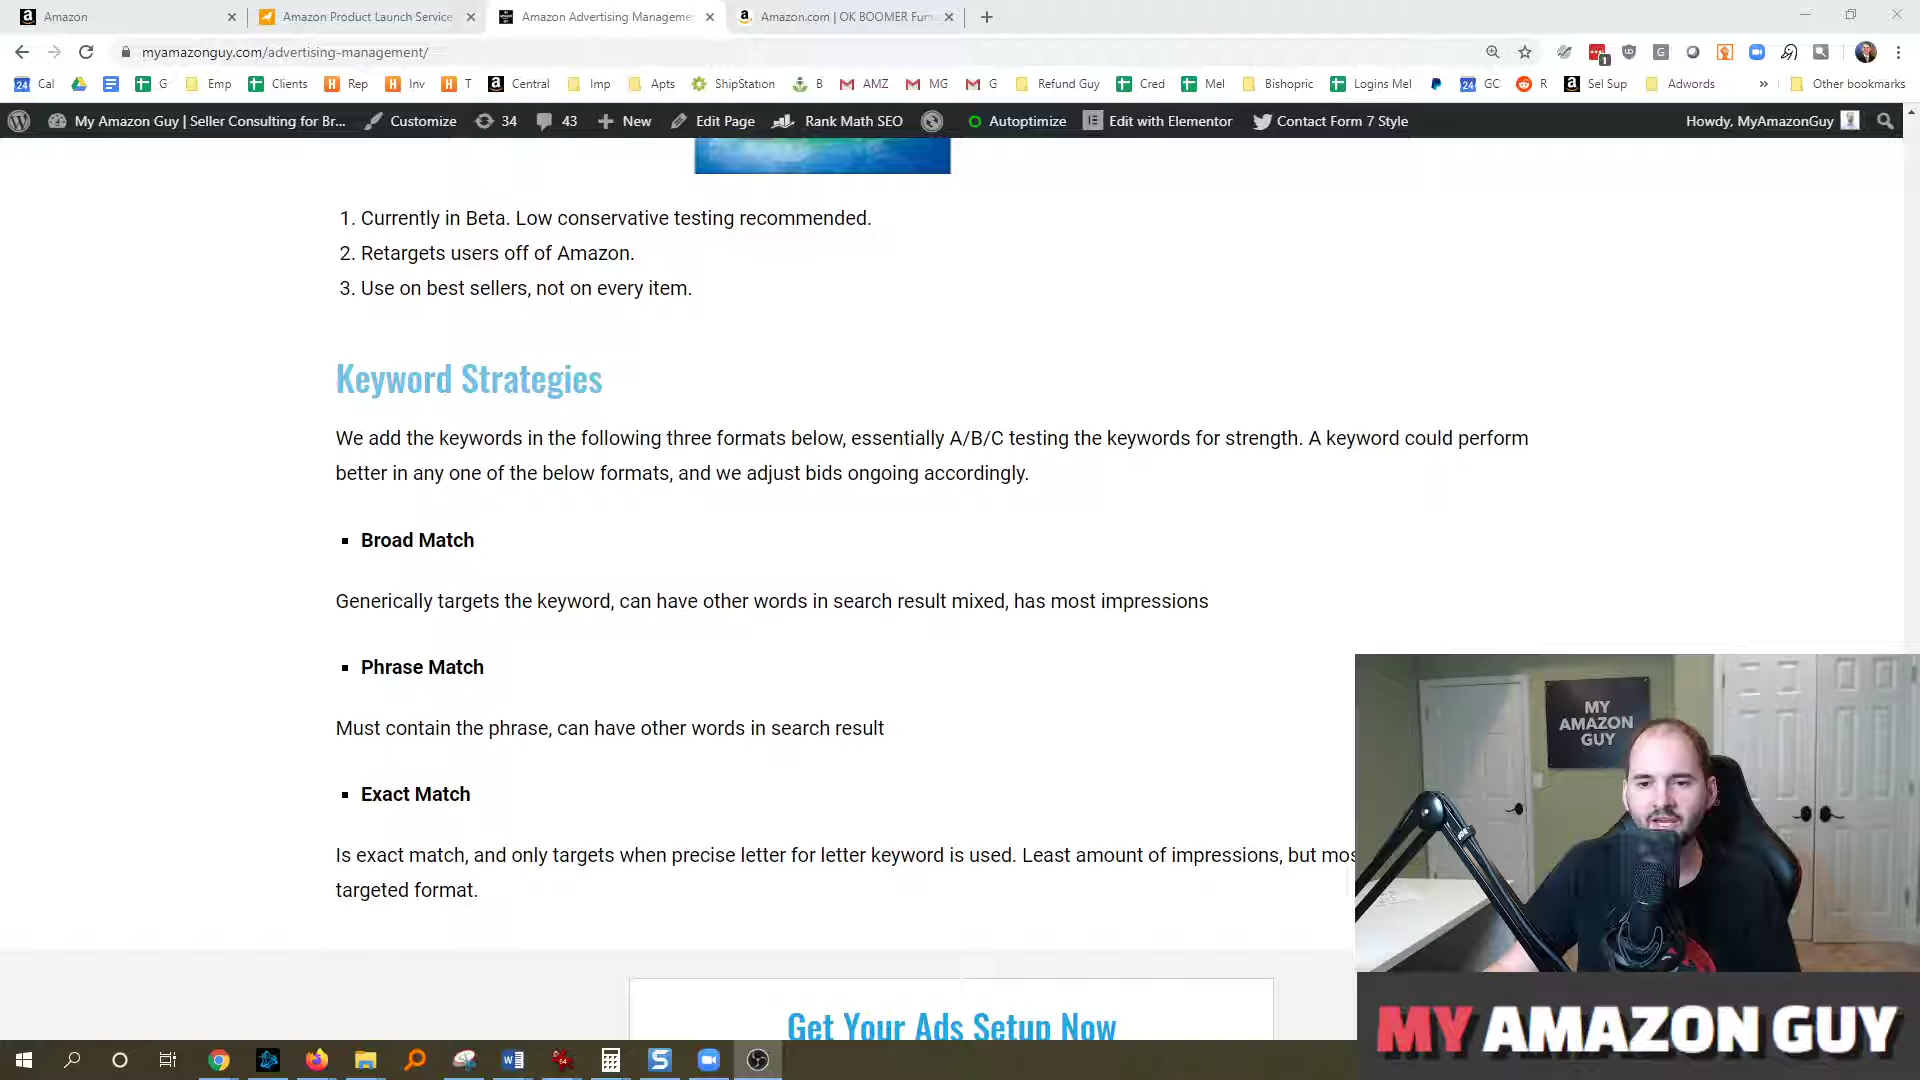 Amazon
Amazon Product Launch Service
Amazon Advertising Manageme
Amazon.com | OK BOOMER Fun
myamazonguy.com/advertising-management/
Cal
G
Emp
Clients
Rep
Inv
T
Central
Imp
Apts
ShipStation
B
AMZ
MG
G
Refund Guy
Cred
Mel
Bishopric
Logins Mel
GC
R
Sel Sup
Adwords
»
Other bookmarks
My Amazon Guy | Seller Consulting for Br...
Customize
34
43
New
Edit Page
Rank Math SEO
Autoptimize
Edit with Elementor
Contact Form 7 Style
Howdy, MyAmazonGuy
1. Currently in Beta. Low conservative testing recommended.
2. Retargets users off of Amazon.
3. Use on best sellers, not on every item.
Keyword Strategies
We add the keywords in the following three formats below, essentially A/B/C testing the keywords for strength. A keyword could perform
better in any one of the below formats, and we adjust bids ongoing accordingly.
Broad Match
Generically targets the keyword, can have other words in search result mixed, has most impressions
Phrase Match
Must contain the phrase, can have other words in search result
Exact Match
Is exact match, and only targets when precise letter for letter keyword is used. Least amount of impressions, but mos
targeted format.
Get Your Ads Setup Now
MY
AMAZON
GUY
MY AMAZON GUY